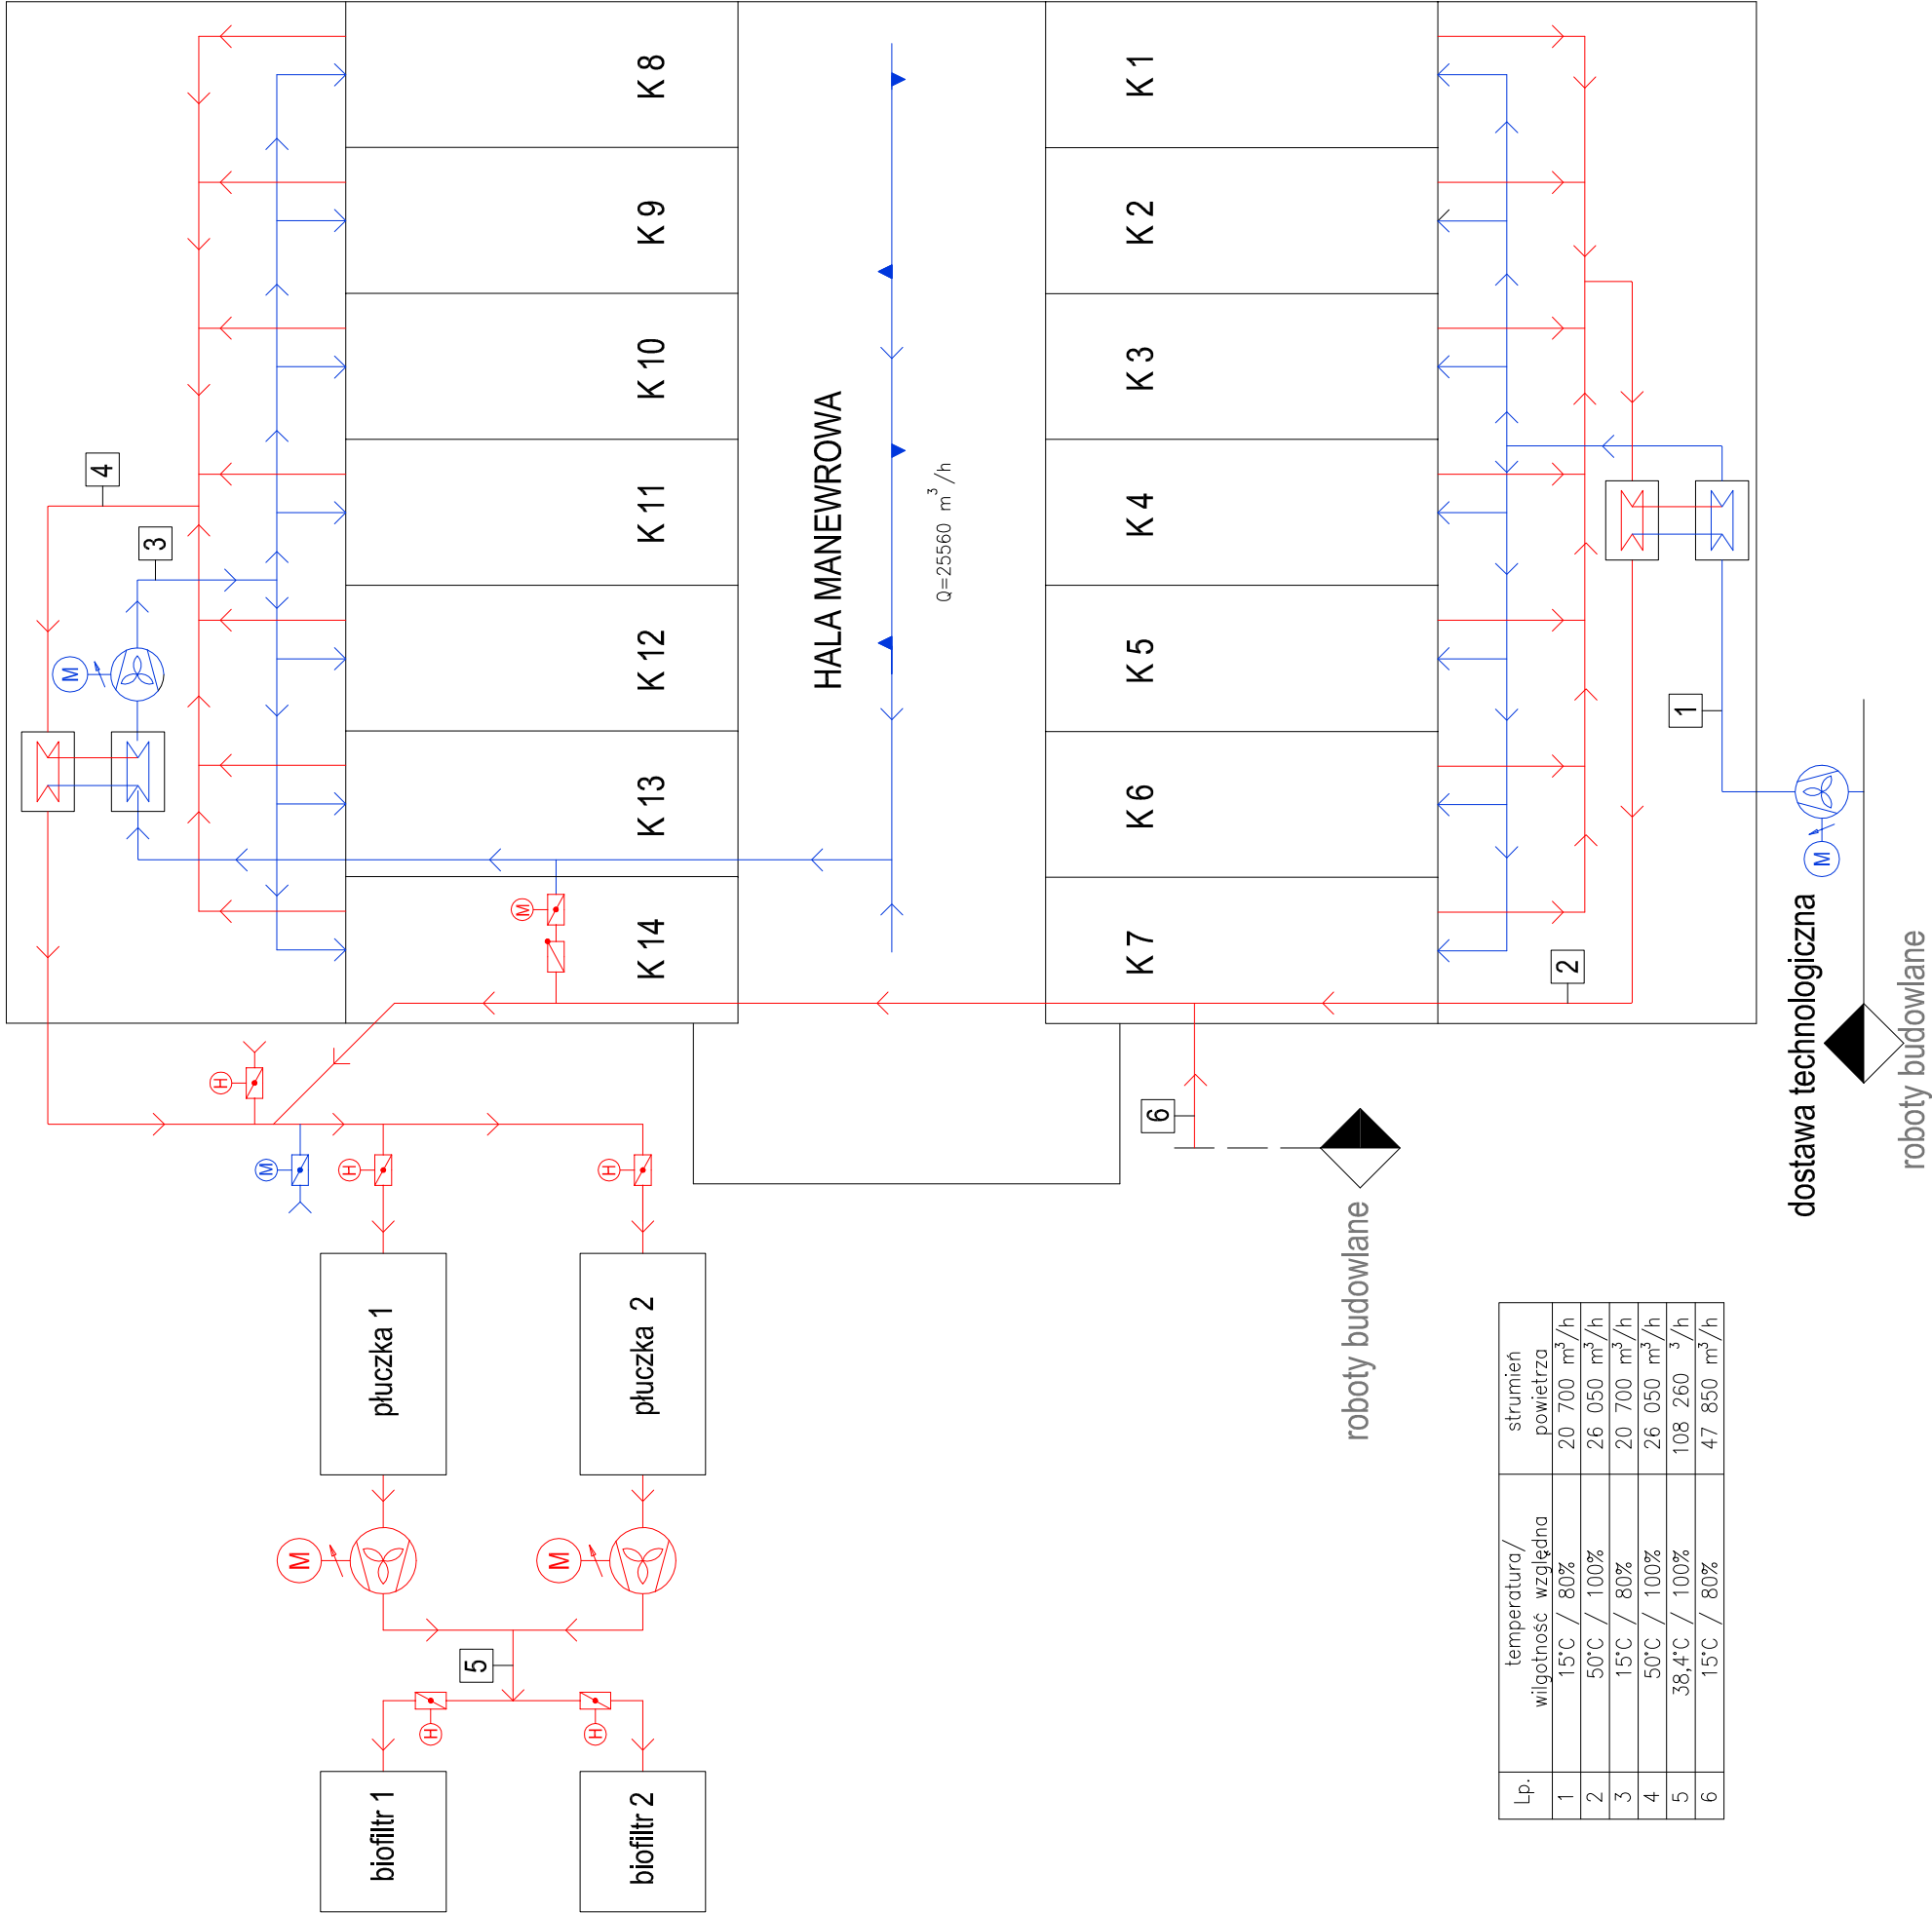 K 8
K 9
K 10
K 11
K 12
K 13
K 14
HALA MANEWROWA
Q=25560 m³/h
K 1
K 2
K 3
K 4
K 5
K 6
K 7
4
3
M
M
H
M
H
H
płuczka 1
płuczka 2
M
M
5
H
H
biofiltr 1
biofiltr 2
1
2
6
M
dostawa technologiczna
roboty budowlane
roboty budowlane
Lp. temperatura/ strumień
wilgotność względna powietrza
1 15°C / 80% 20 700 m³/h
2 50°C / 100% 26 050 m³/h
3 15°C / 80% 20 700 m³/h
4 50°C / 100% 26 050 m³/h
5 38,4°C / 100% 108 260 ³/h
6 15°C / 80% 47 850 m³/h